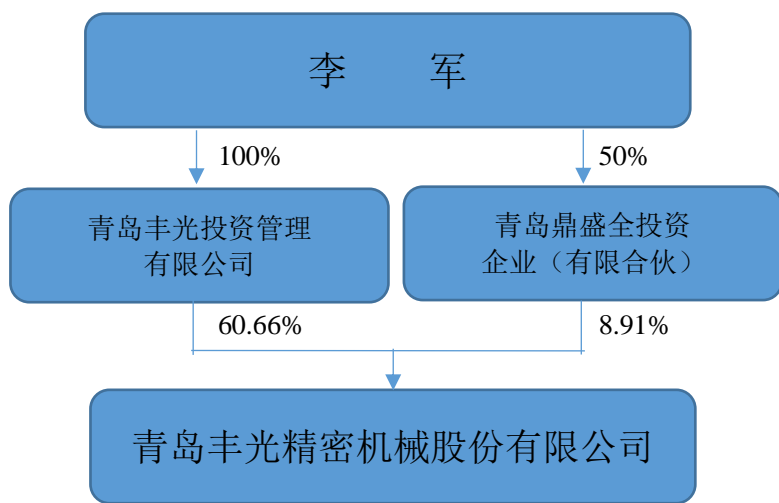 李 军
100%
50%
青岛丰光投资管理
有限公司
青岛鼎盛全投资
企业（有限合伙）
60.66%
8.91%
青岛丰光精密机械股份有限公司